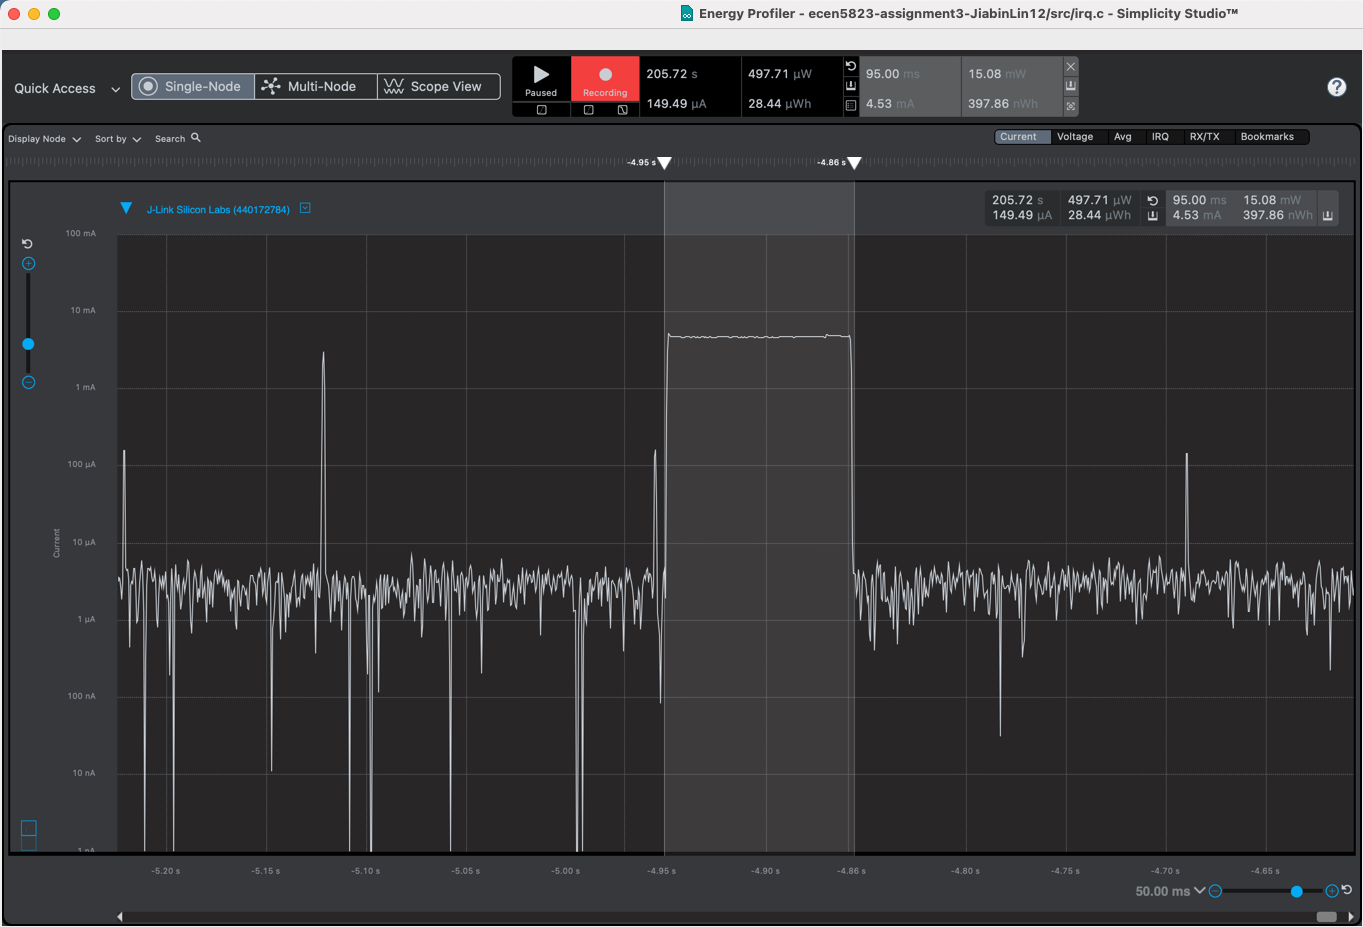 Energy Profiler - ecen5823-assignment3-JiabinLin12/src/irq.c - Simplicity Studio™
Quick Access
Single-Node Multi-Node Scope View
Paused
Recording
205.72 s 497.71 µW
149.49 µA 28.44 µWh
95.00 ms 15.08 mW
4.53 mA 397.86 nWh
Display Node Sort by Search
Current Voltage Avg IRQ RX/TX Bookmarks
-4.95 s -4.86 s
J-Link Silicon Labs (440172784)
205.72 s 497.71 µW 95.00 ms 15.08 mW
149.49 µA 28.44 µWh 4.53 mA 397.86 nWh
100 mA
10 mA
1 mA
100 µA
10 µA
1 µA
100 nA
10 nA
1 nA
Current
-5.20 s -5.15 s -5.10 s -5.05 s -5.00 s -4.95 s -4.90 s -4.86 s -4.80 s -4.75 s -4.70 s -4.65 s
50.00 ms